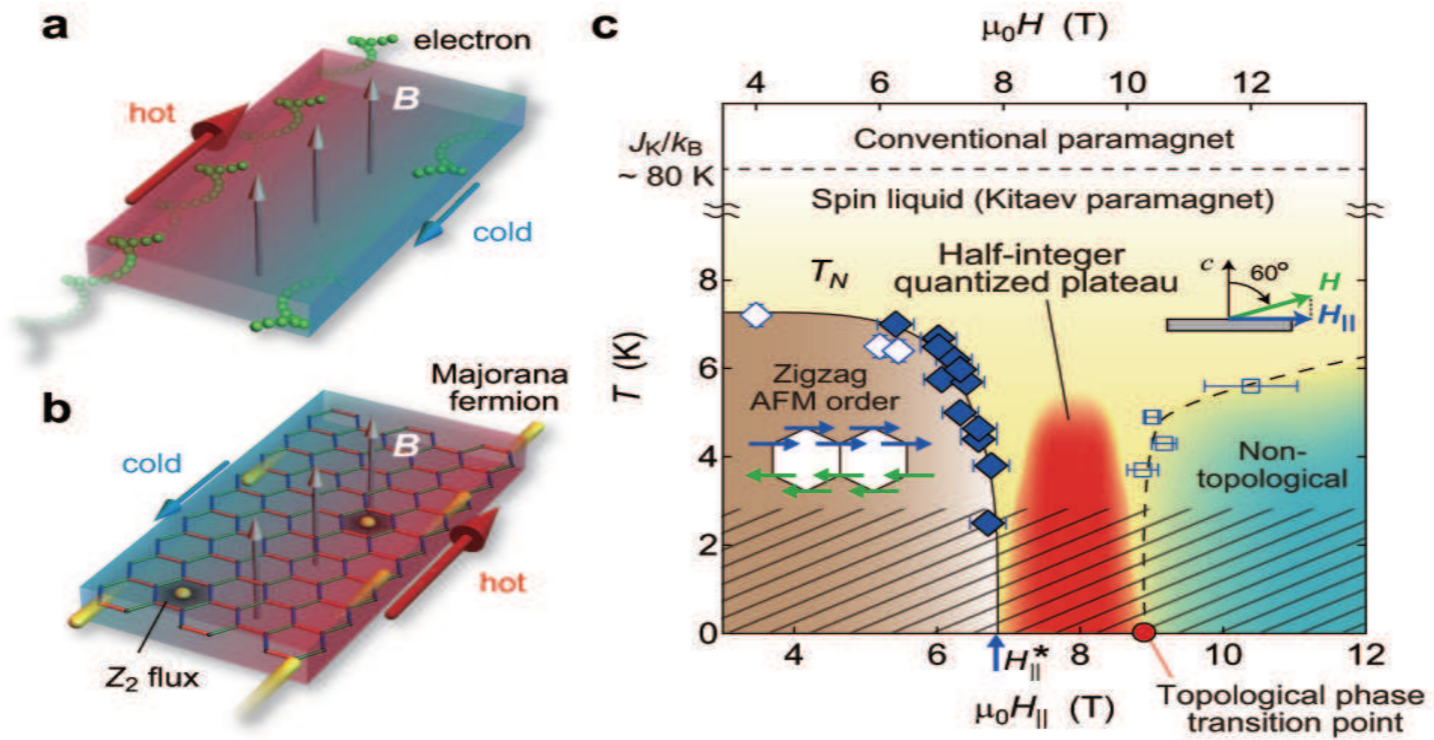 a
electron
B
hot
cold
b
Majorana
fermion
B
cold
hot
Z2 flux
c
μ0H (T)
4 6 8 10 12
JK/kB
~ 80 K
Conventional paramagnet
Spin liquid (Kitaev paramagnet)
Half-integer
quantized plateau
TN
c
60°
H
H||
T (K)
8
6
4
2
0
Zigzag
AFM order
Non-
topological
4 6 8 10 12
H||*
μ0H|| (T)
Topological phase
transition point